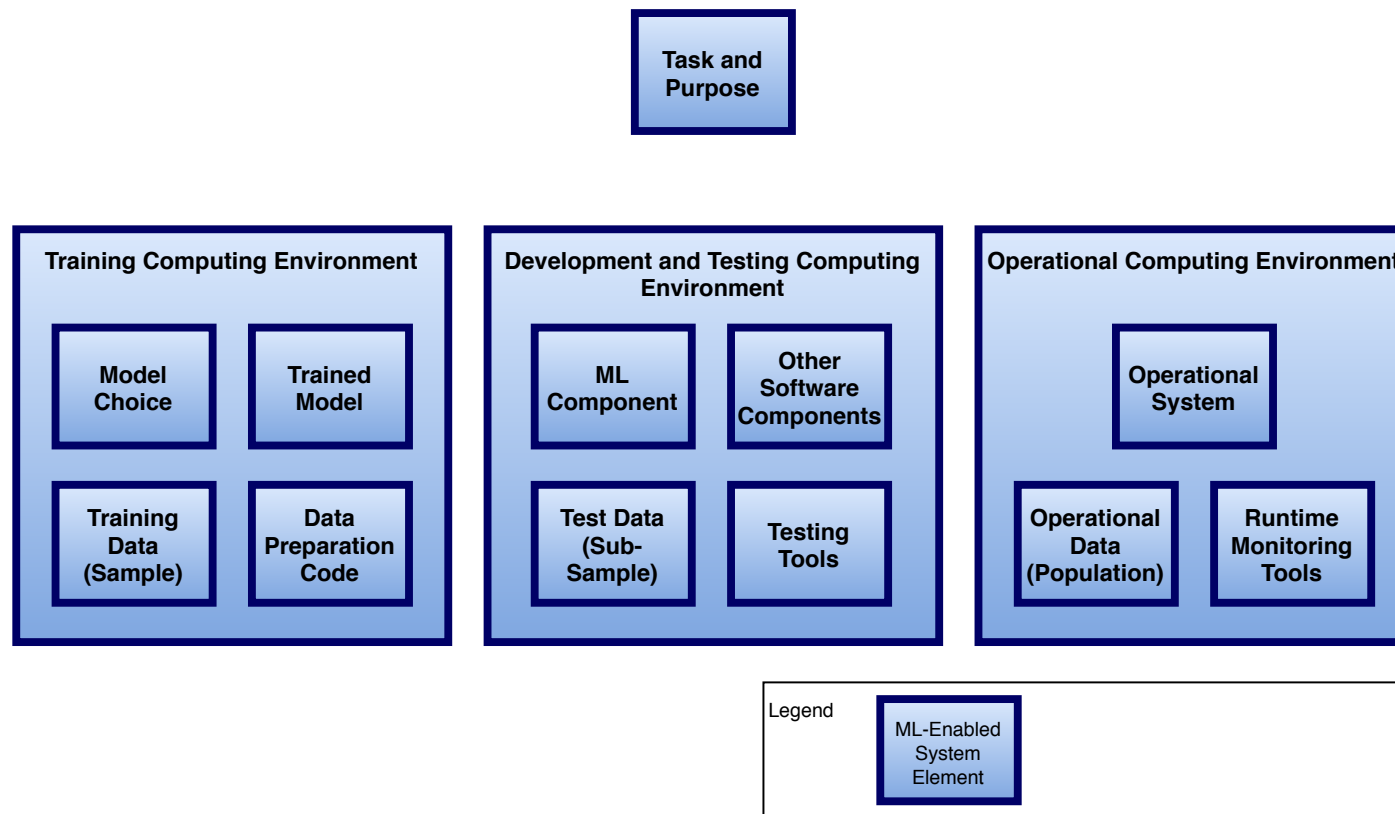 Task and
Purpose
Training Computing Environment
Model
Choice
Trained
Model
Training
Data
(Sample)
Data
Preparation
Code
Development and Testing Computing
Environment
ML
Component
Other
Software
Components
Test Data
(Sub-
Sample)
Testing
Tools
Operational Computing Environment
Operational
System
Operational
Data
(Population)
Runtime
Monitoring
Tools
Legend
ML-Enabled
System
Element